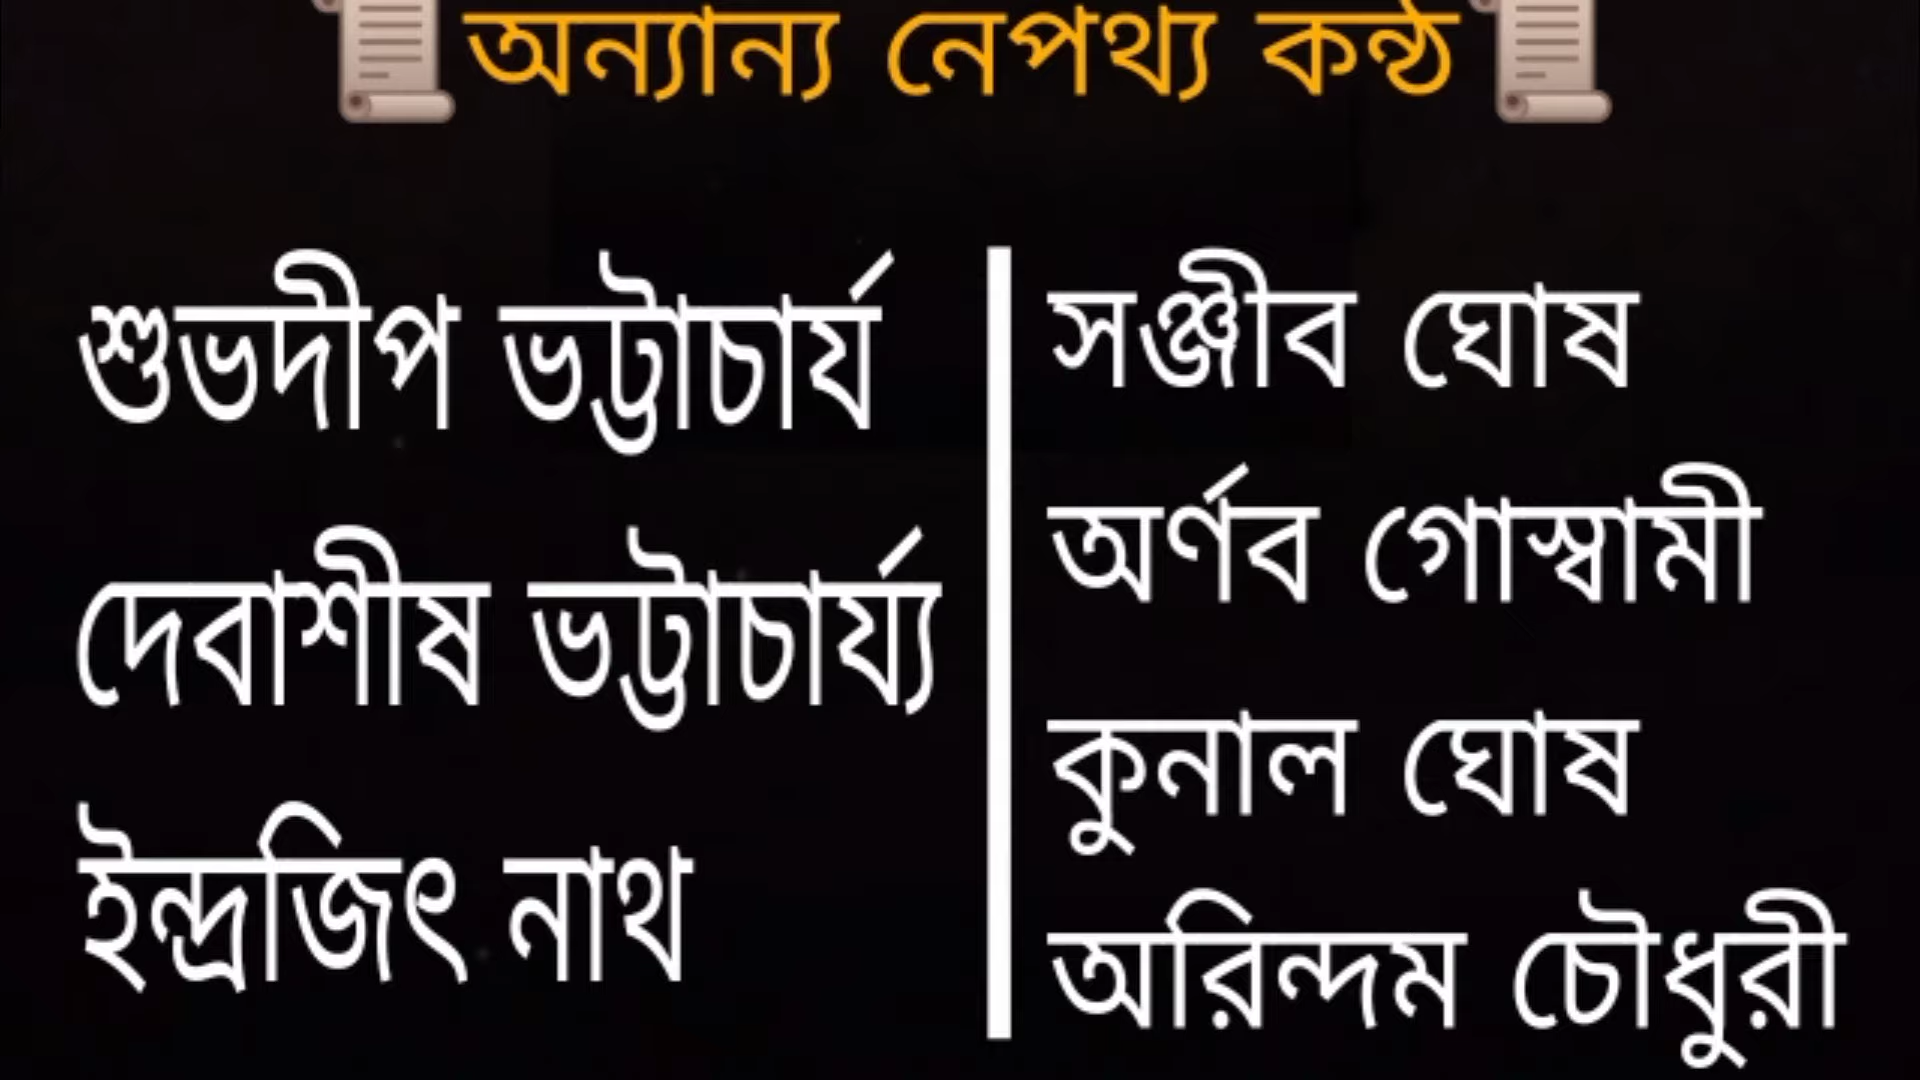 অন্যান্য নেপথ্য কন্ঠ
শুভদীপ ভট্টাচার্য
দেবাশীষ ভট্টাচার্য্য
ইন্দ্রজিৎ নাথ
সঞ্জীব ঘোষ
অর্ণব গোস্বামী
কুনাল ঘোষ
অরিন্দম চৌধুরী